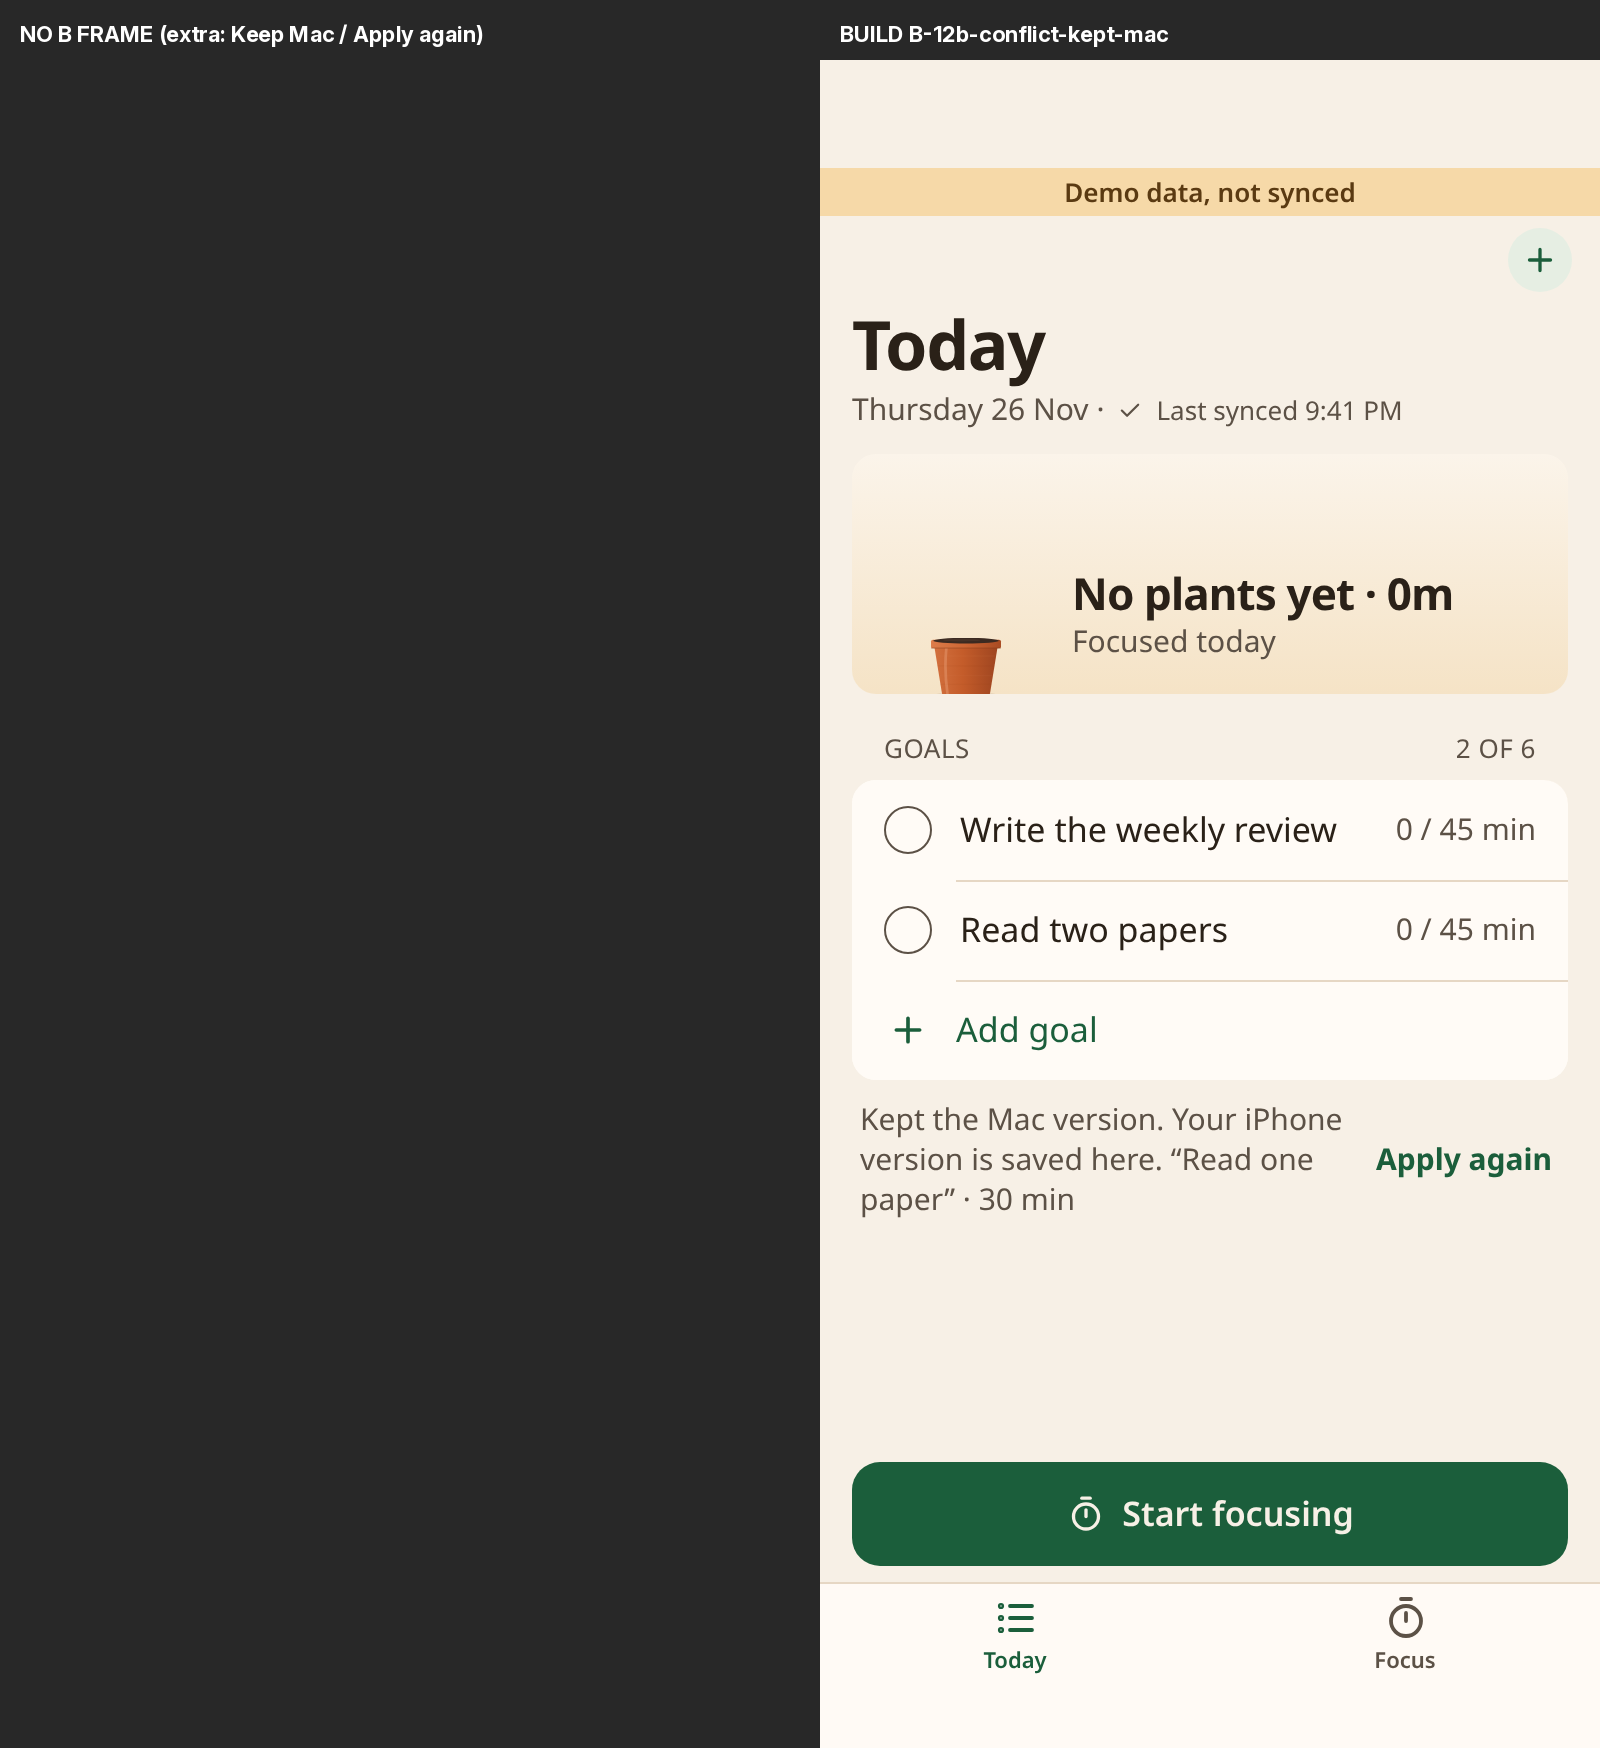 NO B FRAME (extra: Keep Mac / Apply again)
BUILD B-12b-conflict-kept-mac
Demo data, not synced
Today
Thursday 26 Nov · Last synced 9:41 PM
No plants yet · 0m
Focused today
GOALS 2 OF 6
Write the weekly review 0 / 45 min
Read two papers 0 / 45 min
Add goal
Kept the Mac version. Your iPhone
version is saved here. “Read one
paper” · 30 min
Apply again
Start focusing
Today
Focus